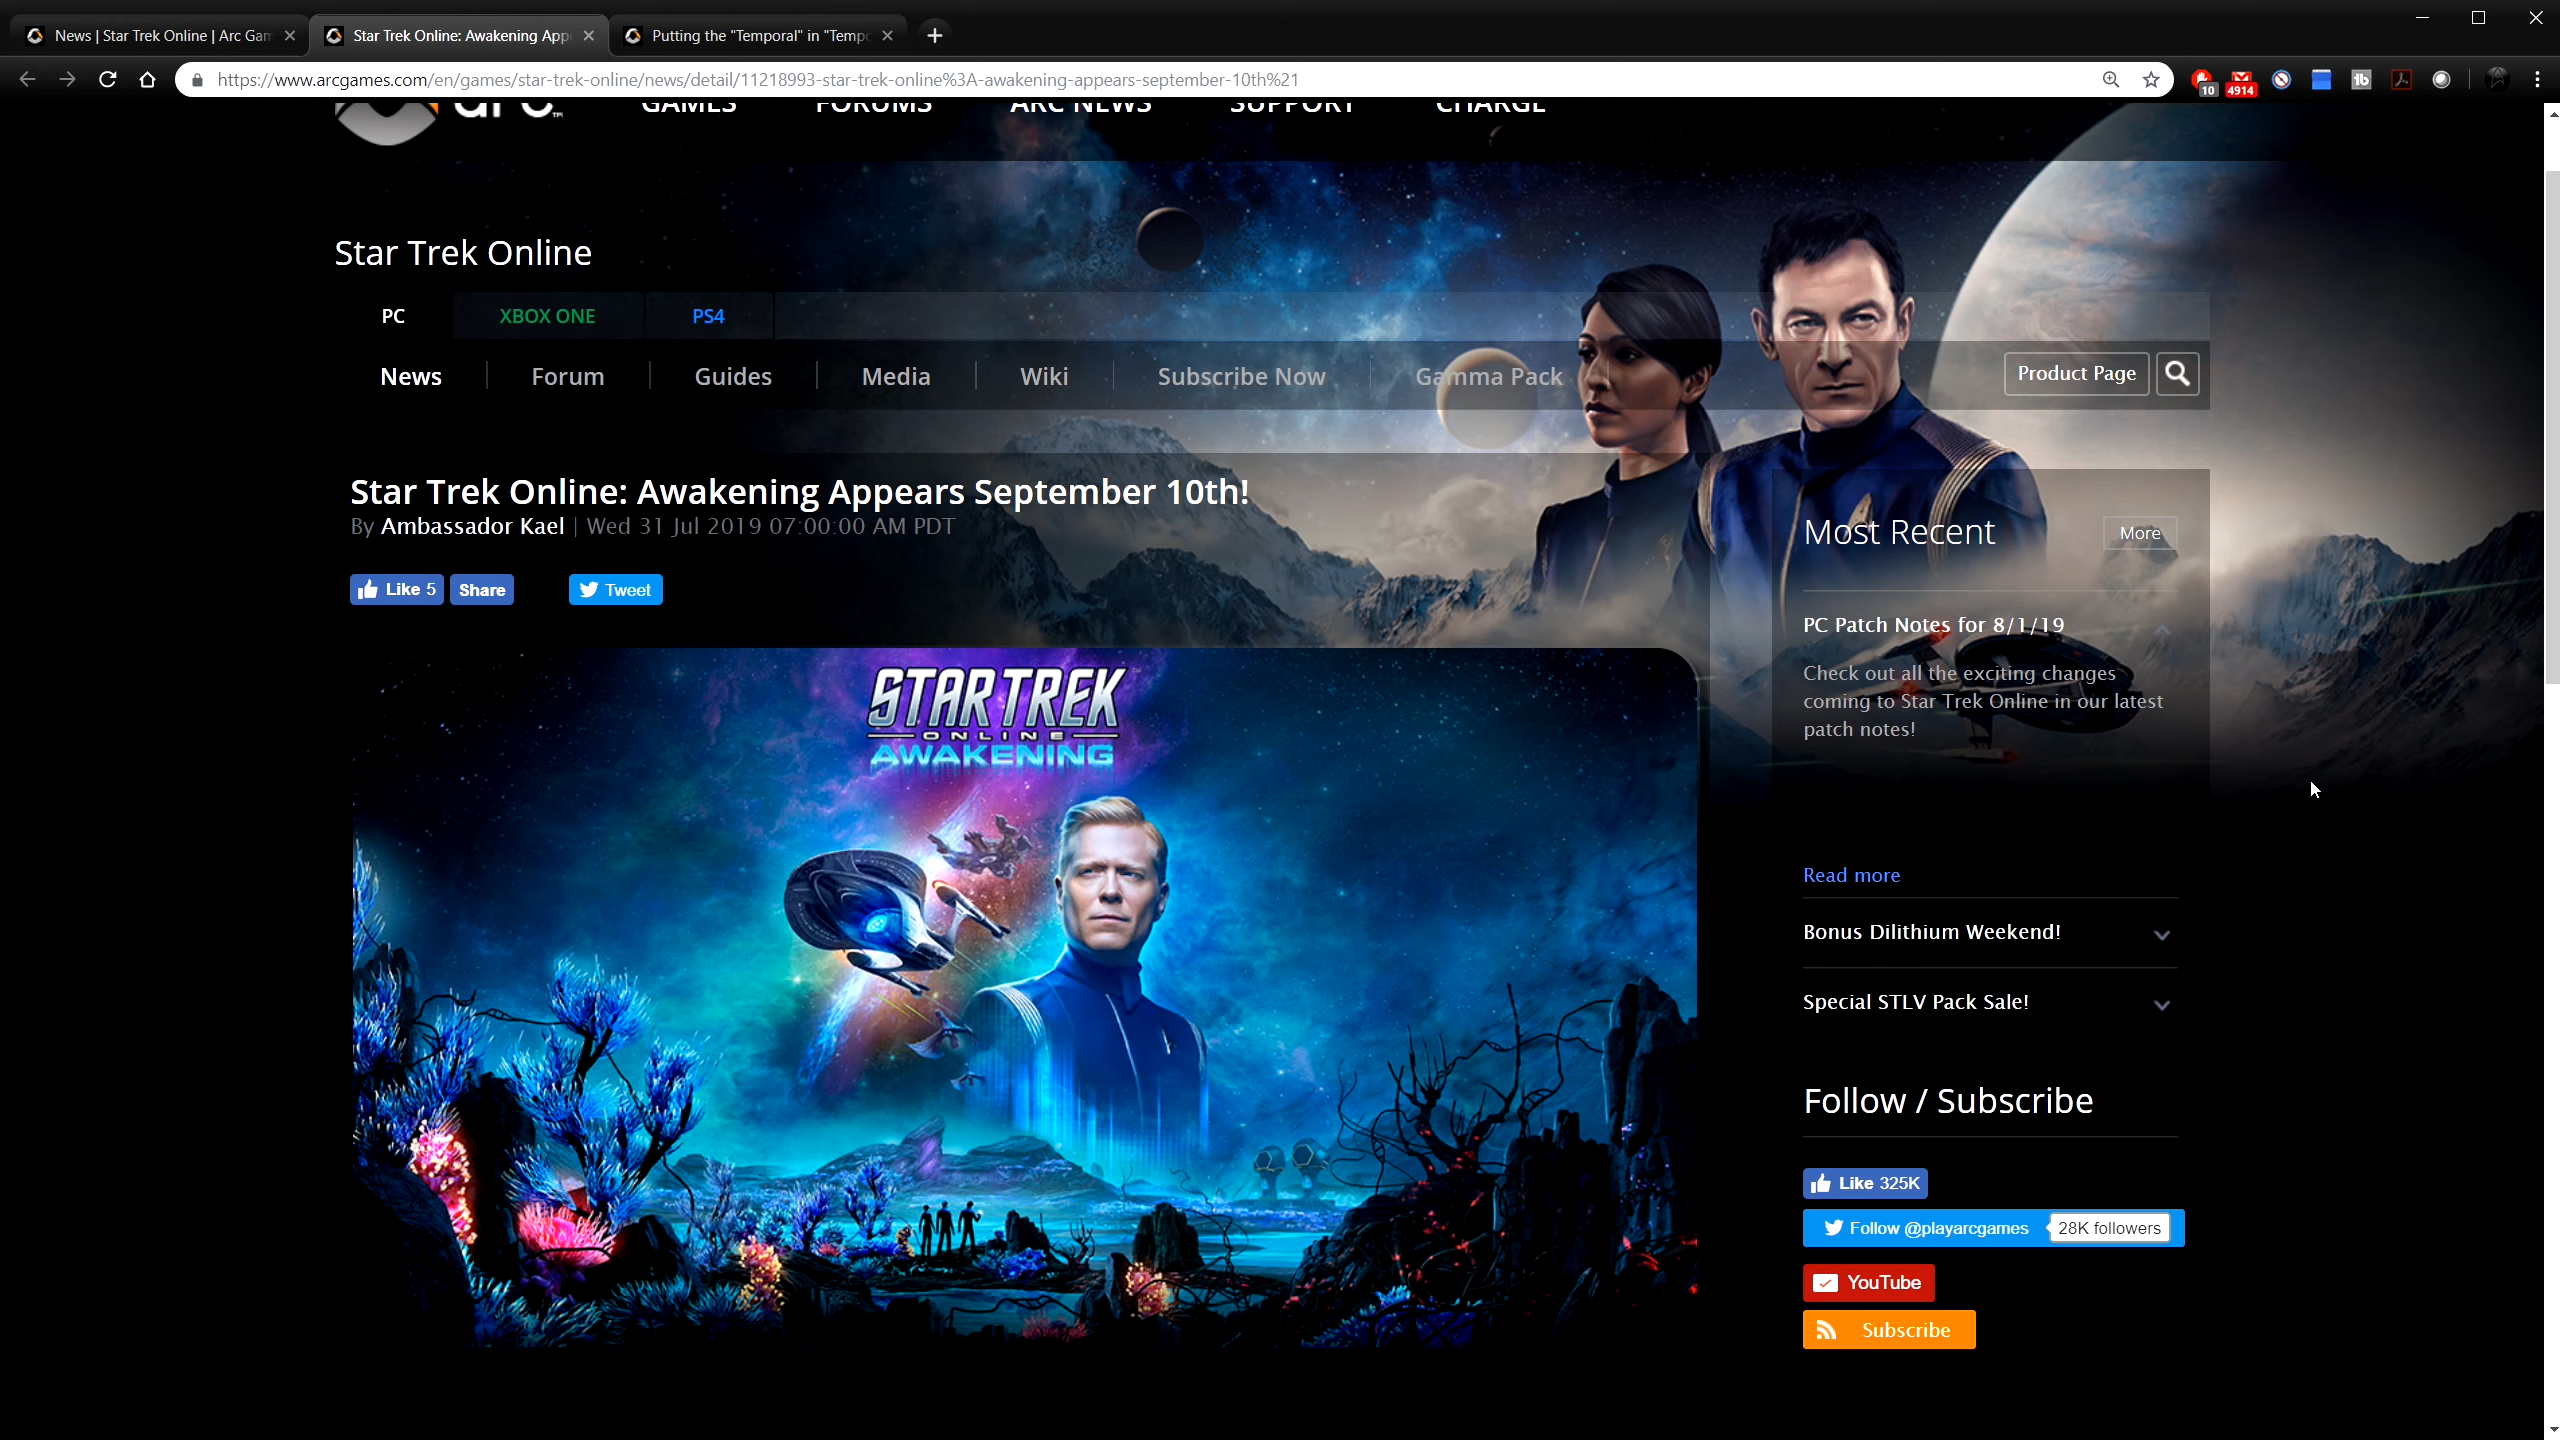 News | Star Trek Online | Arc Gam
Star Trek Online: Awakening App
Putting the "Temporal" in "Tempo
https://www.arcgames.com/en/games/star-trek-online/news/detail/11218993-star-trek-online%3A-awakening-appears-september-10th%21
10
4914
arc
TM
GAMES
FORUMS
ARC NEWS
SUPPORT
CHARGE
Star Trek Online
PC
XBOX ONE
PS4
News
Forum
Guides
Media
Wiki
Subscribe Now
Gamma Pack
Product Page
Star Trek Online: Awakening Appears September 10th!
By Ambassador Kael | Wed 31 Jul 2019 07:00:00 AM PDT
Like 5
Share
Tweet
STAR TREK
ONLINE
AWAKENING
Most Recent
More
PC Patch Notes for 8/1/19
Check out all the exciting changes
coming to Star Trek Online in our latest
patch notes!
Read more
Bonus Dilithium Weekend!
Special STLV Pack Sale!
Follow / Subscribe
Like 325K
Follow @playarcgames
28K followers
YouTube
Subscribe